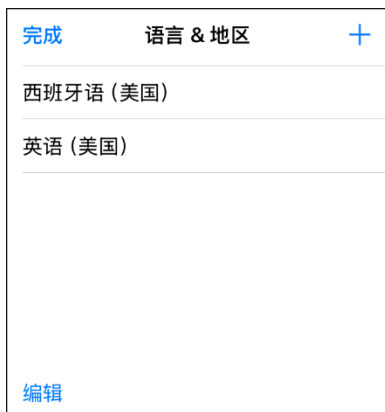 完成 语言 & 地区 +
西班牙语 (美国)
英语 (美国)
编辑